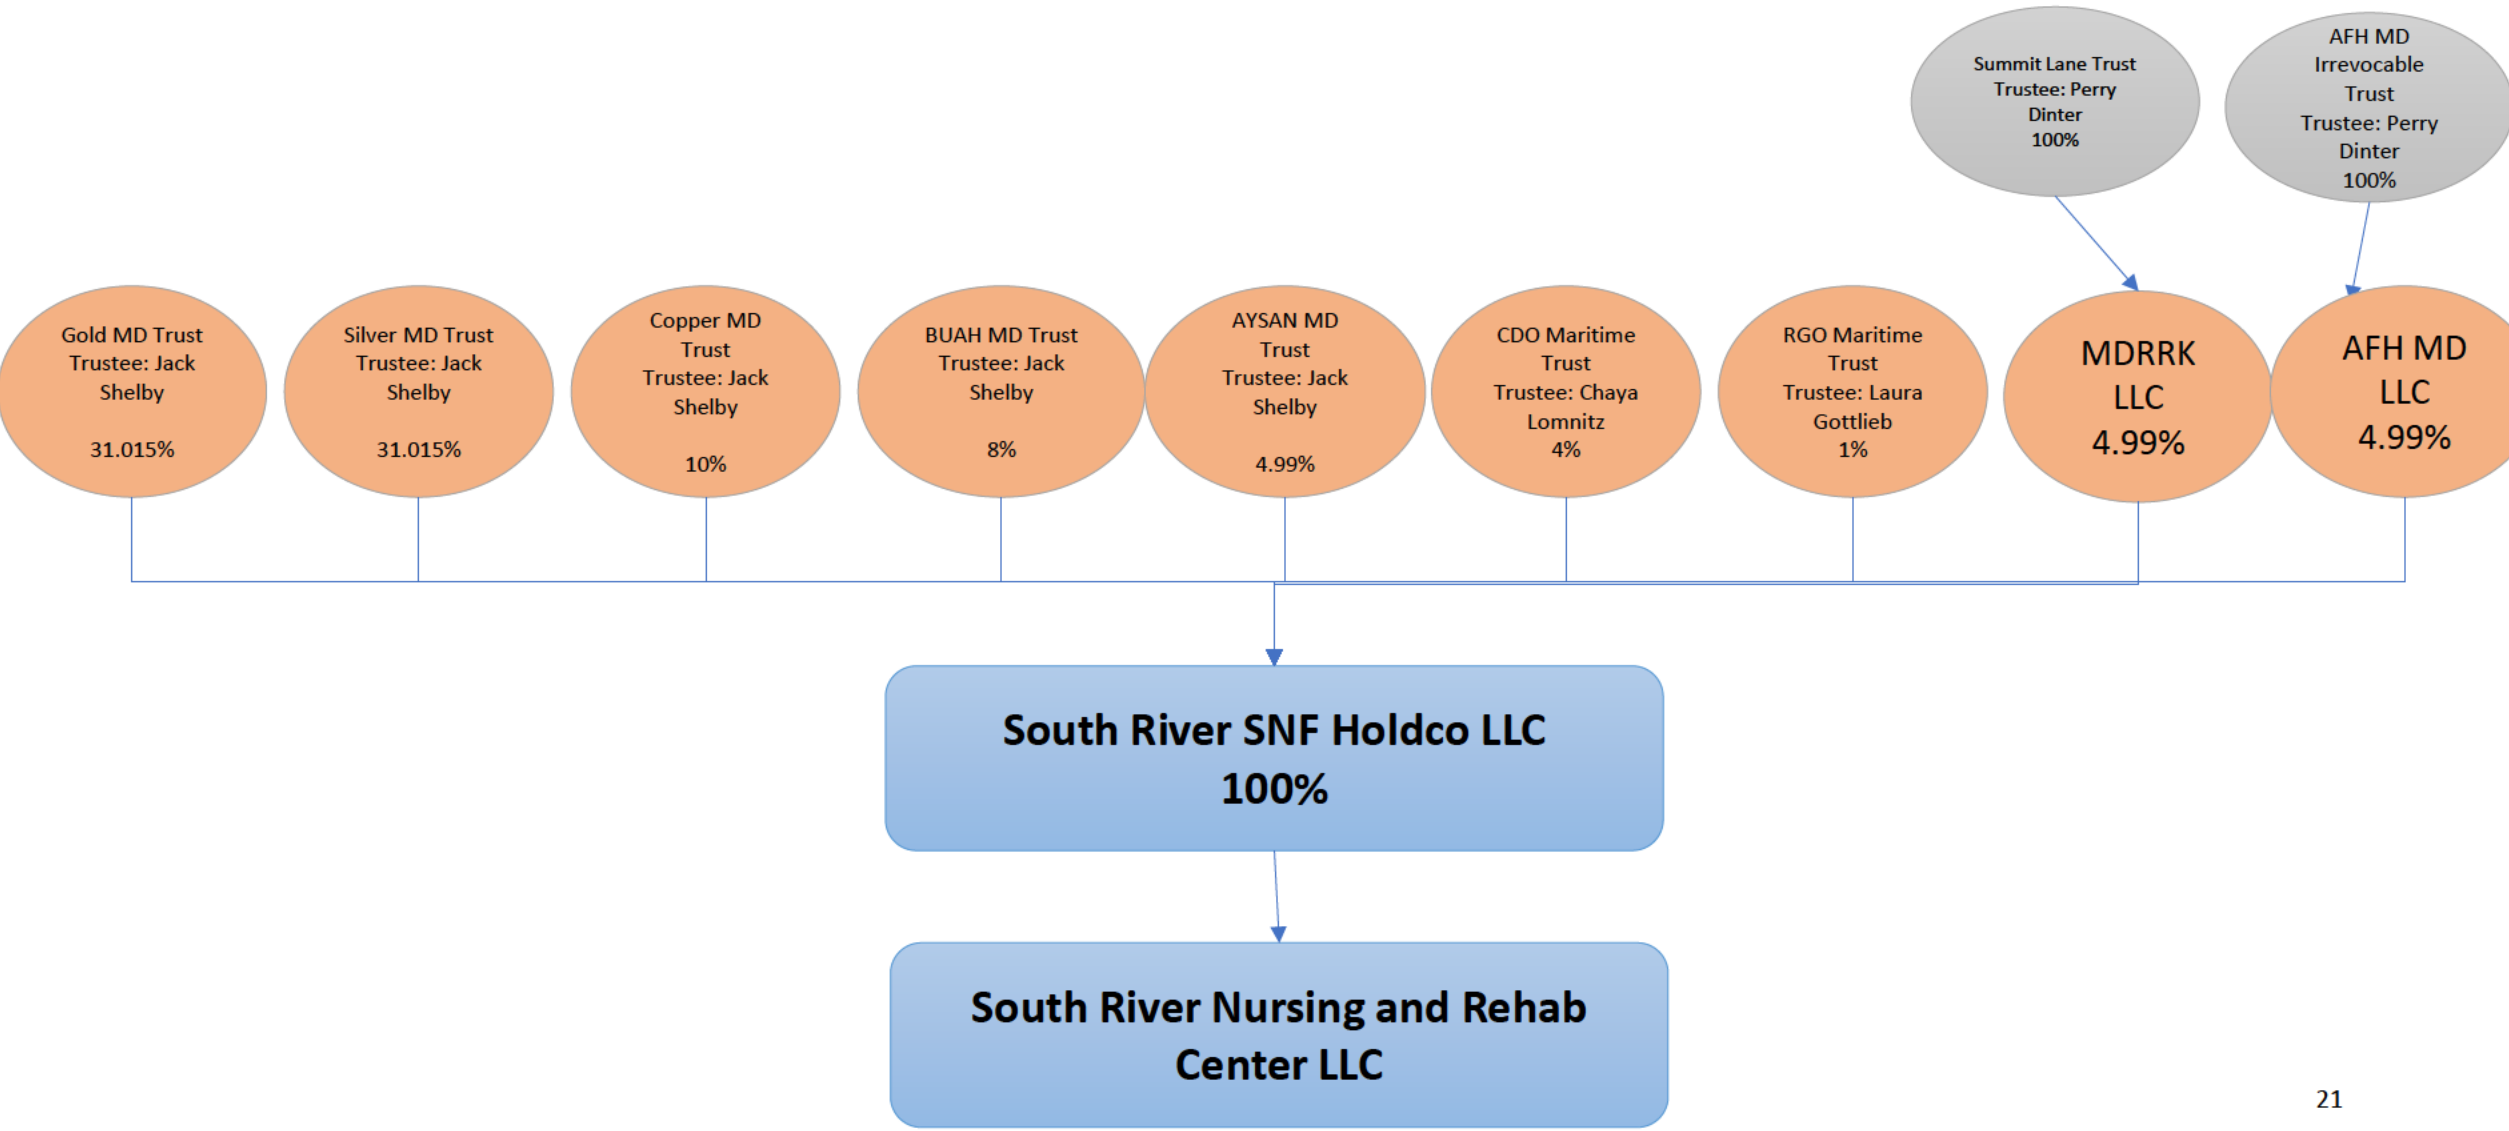 Summit Lane Trust
Trustee: Perry
Dinter
100%
AFH MD
Irrevocable
Trust
Trustee: Perry
Dinter
100%
Gold MD Trust
Trustee: Jack
Shelby
31.015%
Silver MD Trust
Trustee: Jack
Shelby
31.015%
Copper MD
Trust
Trustee: Jack
Shelby
10%
BUAH MD Trust
Trustee: Jack
Shelby
8%
AYSAN MD
Trust
Trustee: Jack
Shelby
4.99%
CDO Maritime
Trust
Trustee: Chaya
Lomnitz
4%
RGO Maritime
Trust
Trustee: Laura
Gottlieb
1%
MDRRK
LLC
4.99%
AFH MD
LLC
4.99%
South River SNF Holdco LLC
100%
South River Nursing and Rehab
Center LLC
21